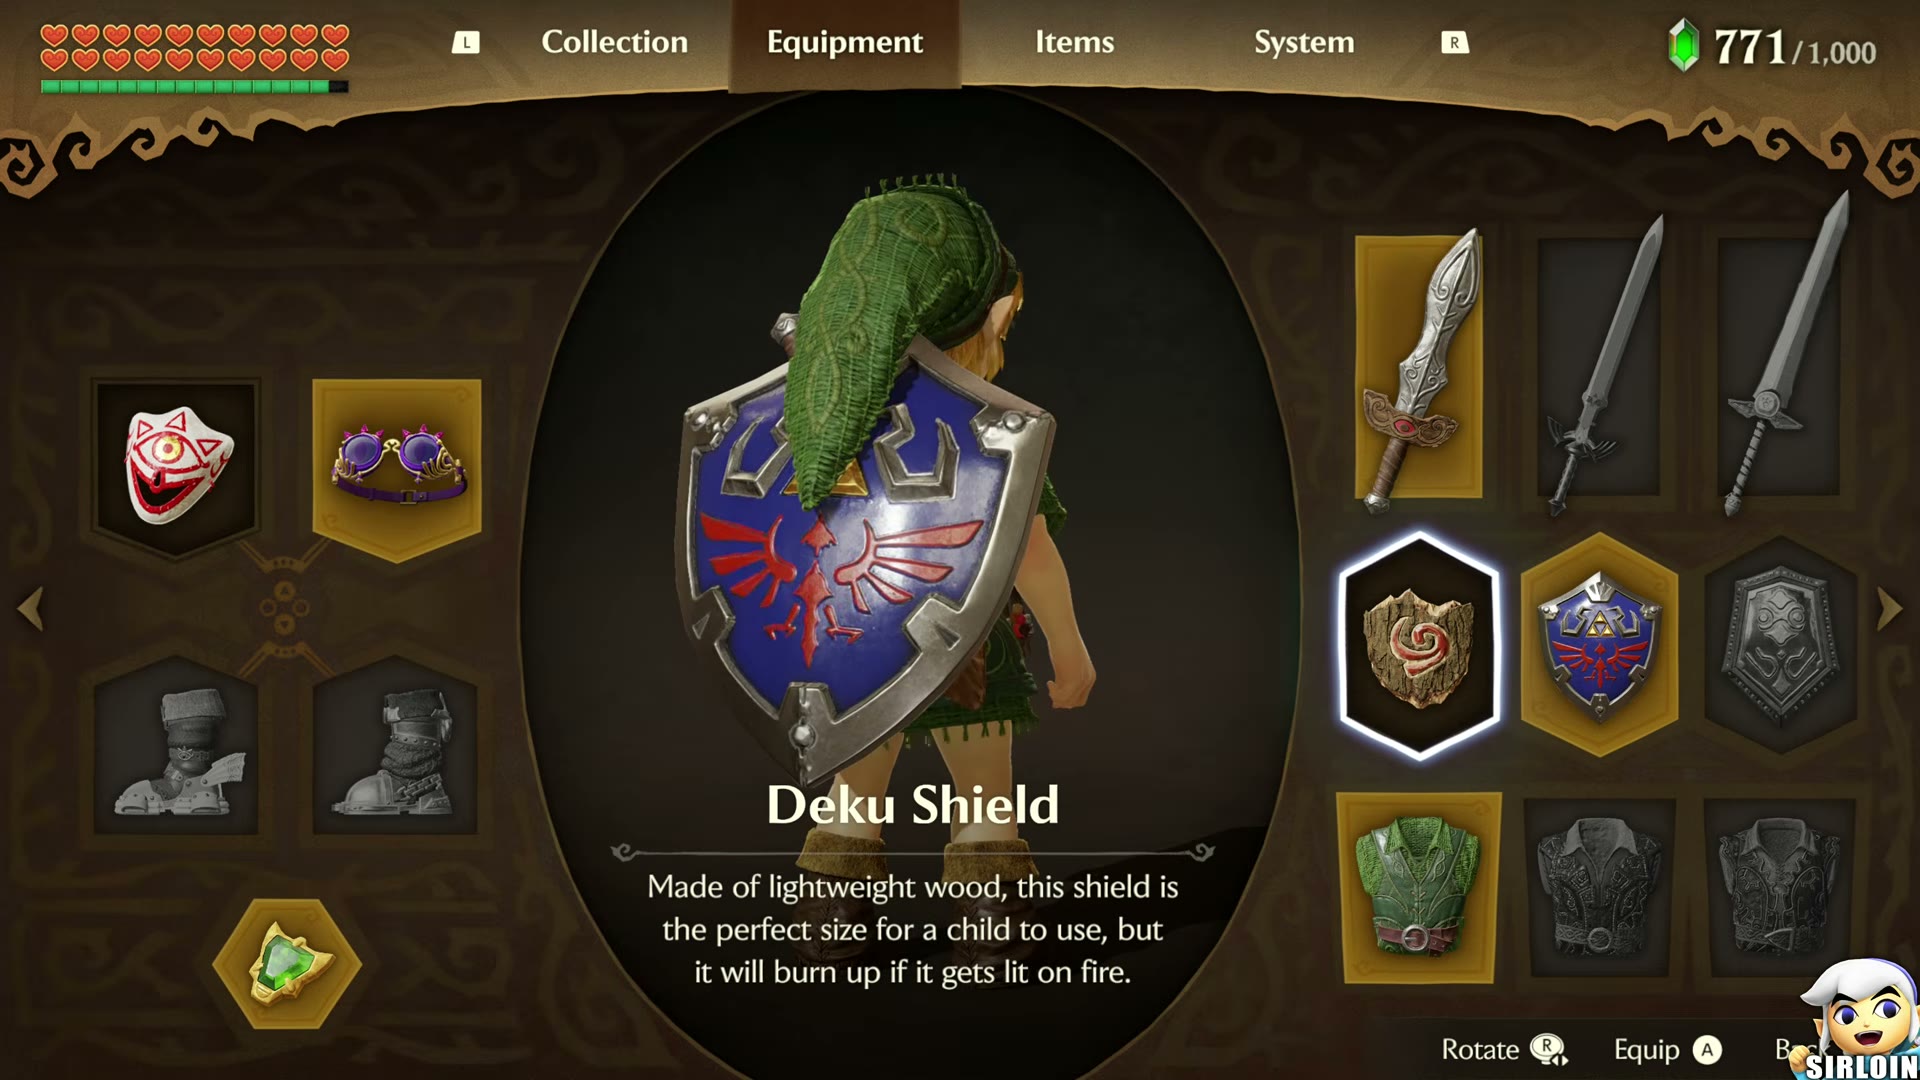 L Collection Equipment Items System R 771/1,000
Deku Shield
Made of lightweight wood, this shield is
the perfect size for a child to use, but
it will burn up if it gets lit on fire.
Rotate R Equip A
SIRLOIN